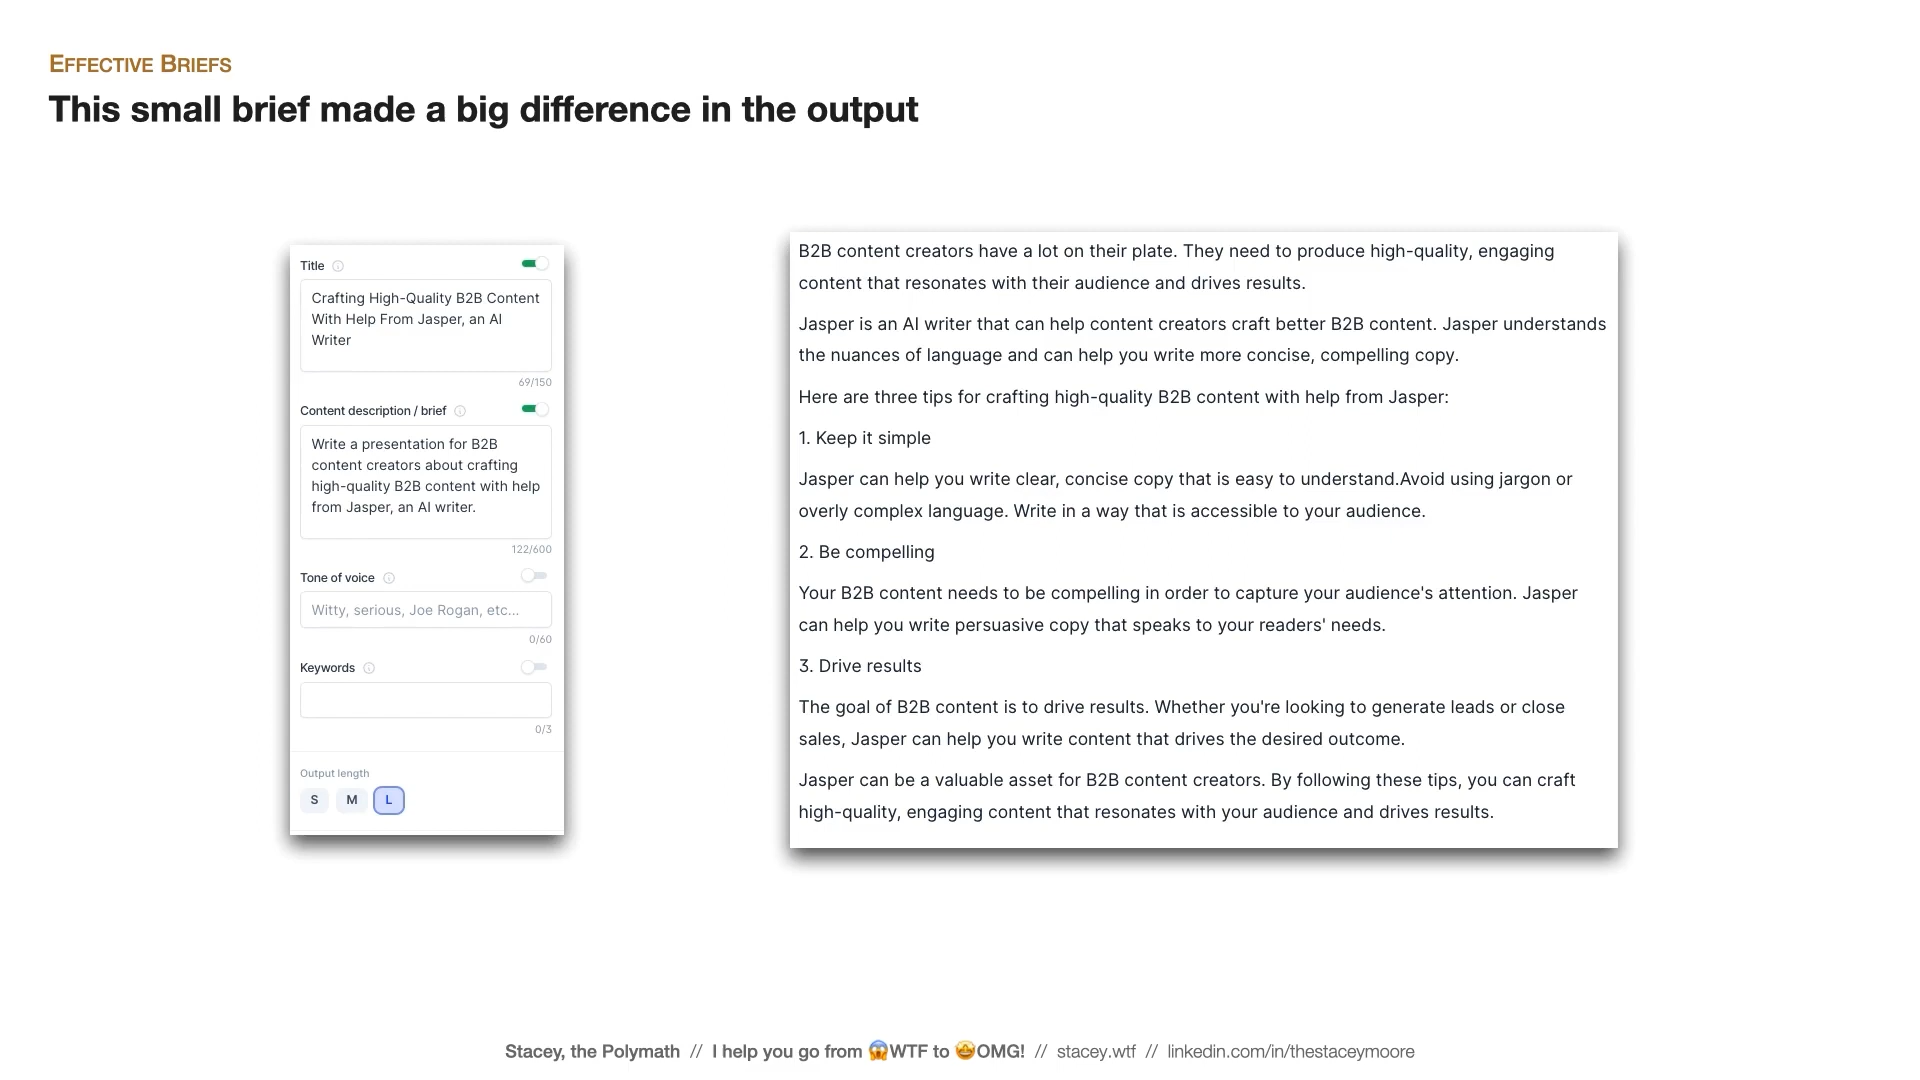 EFFECTIVE BRIEFS
This small brief made a big difference in the output
Title
Crafting High-Quality B2B Content
With Help From Jasper, an AI
Writer
69/150
Content description / brief
Write a presentation for B2B
content creators about crafting
high-quality B2B content with help
from Jasper, an AI writer.
122/600
Tone of voice
Witty, serious, Joe Rogan, etc...
0/60
Keywords
0/3
Output length
S M L
B2B content creators have a lot on their plate. They need to produce high-quality, engaging
content that resonates with their audience and drives results.
Jasper is an AI writer that can help content creators craft better B2B content. Jasper understands
the nuances of language and can help you write more concise, compelling copy.
Here are three tips for crafting high-quality B2B content with help from Jasper:
1. Keep it simple
Jasper can help you write clear, concise copy that is easy to understand.Avoid using jargon or
overly complex language. Write in a way that is accessible to your audience.
2. Be compelling
Your B2B content needs to be compelling in order to capture your audience's attention. Jasper
can help you write persuasive copy that speaks to your readers' needs.
3. Drive results
The goal of B2B content is to drive results. Whether you're looking to generate leads or close
sales, Jasper can help you write content that drives the desired outcome.
Jasper can be a valuable asset for B2B content creators. By following these tips, you can craft
high-quality, engaging content that resonates with your audience and drives results.
Stacey, the Polymath // I help you go from 😱WTF to 🤩OMG! // stacey.wtf // linkedin.com/in/thestaceymoore